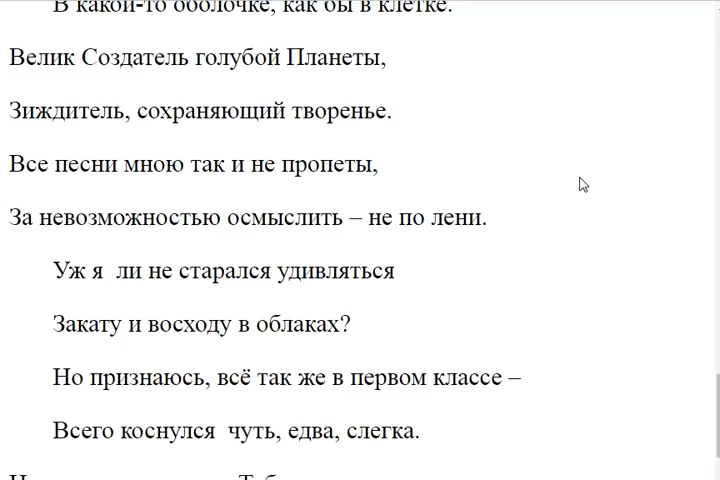 В какой-то оболочке, как бы в клетке.
Велик Создатель голубой Планеты,
Зиждитель, сохраняющий творенье.
Все песни мною так и не пропеты,
За невозможностью осмыслить – не по лени.
Уж я ли не старался удивляться
Закату и восходу в облаках?
Но признаюсь, всё так же в первом классе –
Всего коснулся чуть, едва, слегка.